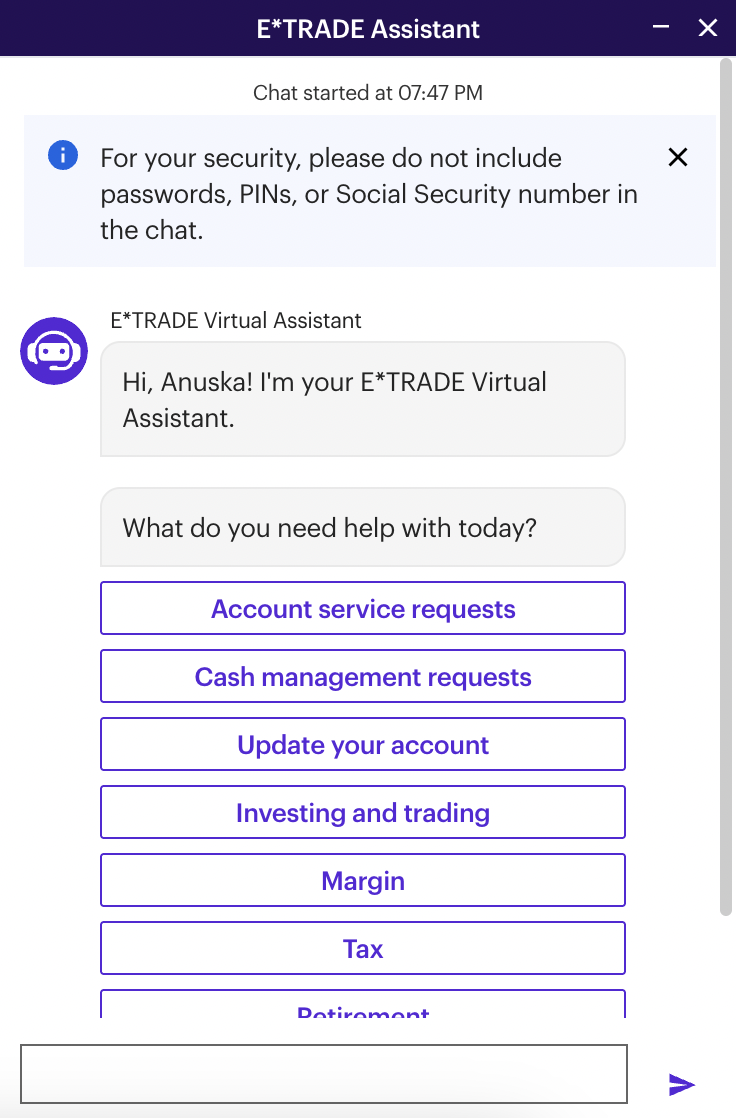 E*TRADE Assistant
Chat started at 07:47 PM
For your security, please do not include
passwords, PINs, or Social Security number in
the chat.
E*TRADE Virtual Assistant
Hi, Anuska! I'm your E*TRADE Virtual
Assistant.
What do you need help with today?
Account service requests
Cash management requests
Update your account
Investing and trading
Margin
Tax
Retirement